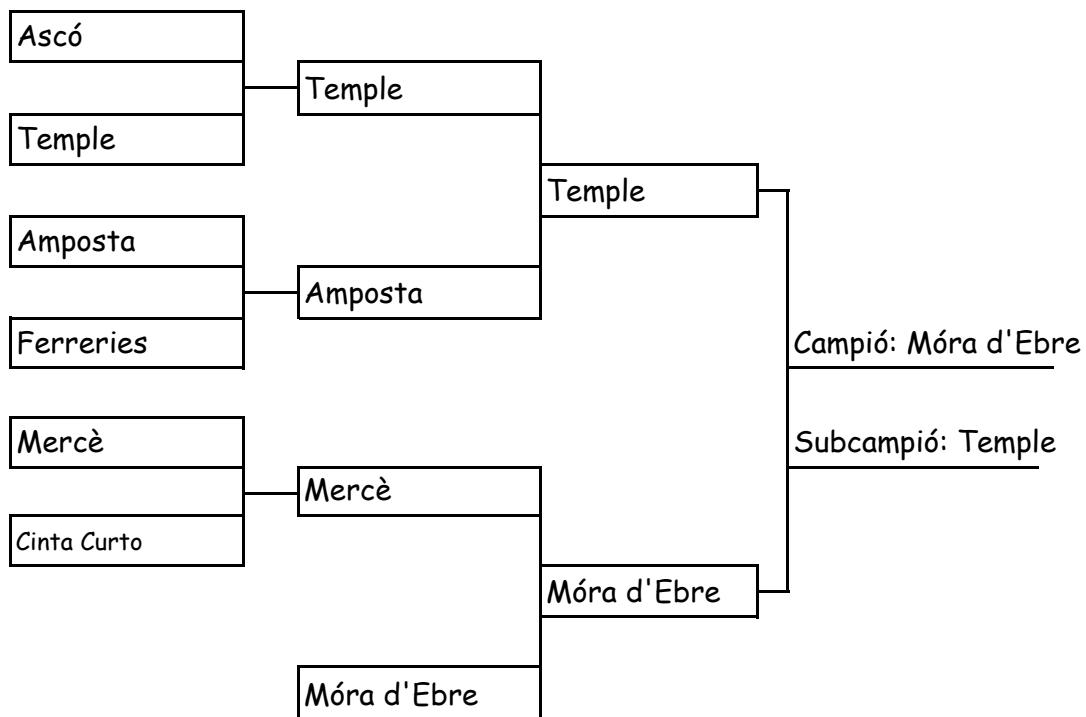 Ascó
Temple
Temple
Temple
Amposta
Amposta
Ferreries
Campió: Móra d'Ebre
Mercè
Subcampió: Temple
Mercè
Cinta Curto
Móra d'Ebre
Móra d'Ebre